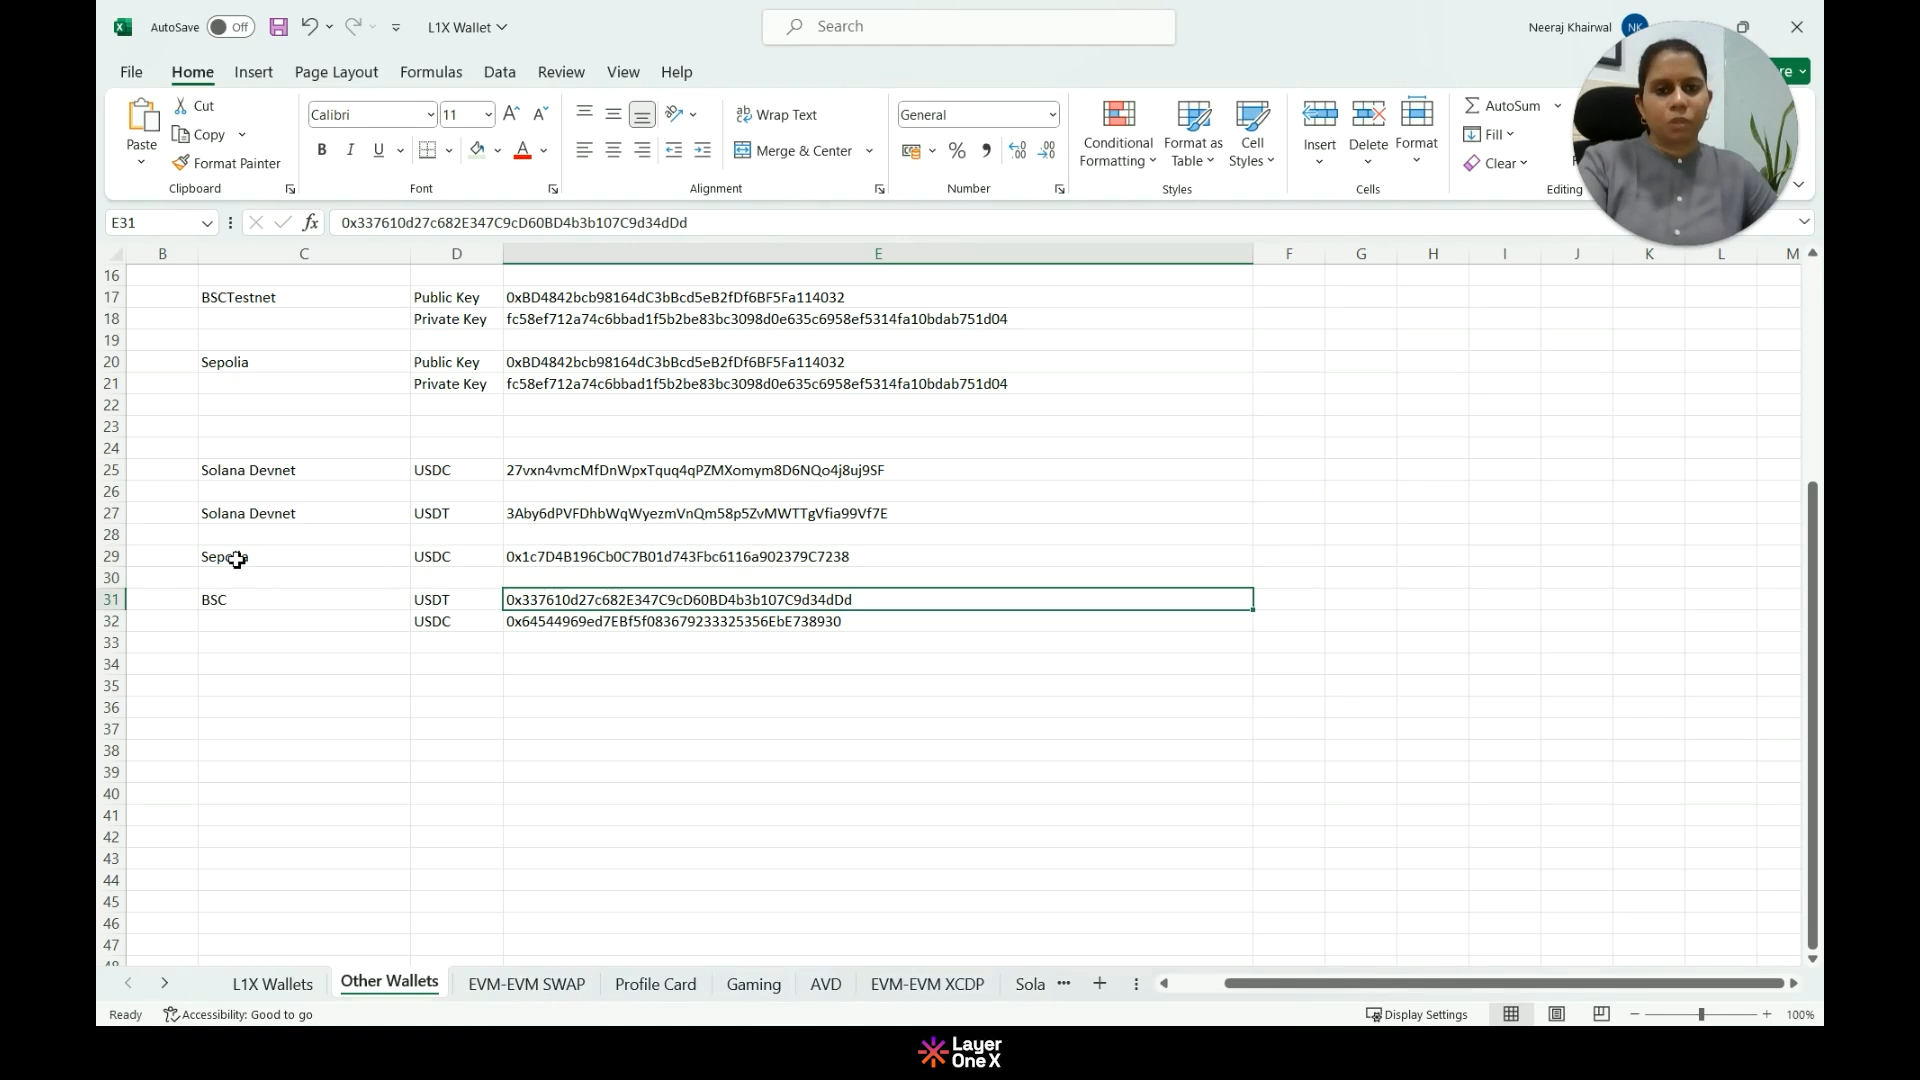 AutoSave Off L1X Wallet Search Neeraj Khairwal NK
File Home Insert Page Layout Formulas Data Review View Help
Paste Cut Copy Format Painter
Clipboard
Calibri 11
B I U A
Font
Wrap Text
Merge & Center
Alignment
General
% 9 .00
Number
Conditional Formatting Format as Table Cell Styles
Styles
Insert Delete Format
Cells
AutoSum
Fill
Clear
Editing
E31 fx 0x337610d27c682E347C9cD60BD4b3b107C9d34dDd
B C D E F G H I J K L M
16
17 BSCTestnet Public Key 0xBD4842bcb98164dC3bBcd5eB2fDf6BF5Fa114032
18 Private Key fc58ef712a74c6bbad1f5b2be83bc3098d0e635c6958ef5314fa10bdab751d04
19
20 Sepolia Public Key 0xBD4842bcb98164dC3bBcd5eB2fDf6BF5Fa114032
21 Private Key fc58ef712a74c6bbad1f5b2be83bc3098d0e635c6958ef5314fa10bdab751d04
22
23
24
25 Solana Devnet USDC 27vxn4vmcMfDnWpxTquq4qPZMXomym8D6NQo4j8uj9SF
26
27 Solana Devnet USDT 3Aby6dPVFDhbWqWyezmVnQm58p5ZvMWTTgVfia99Vf7E
28
29 USDC 0x1c7D4B196Cb0C7B01d743Fbc6116a902379C7238
30
31 BSC USDT 0x337610d27c682E347C9cD60BD4b3b107C9d34dDd
32 USDC 0x64544969ed7EBf5f083679233325356EbE738930
33
34
35
36
37
38
39
40
41
42
43
44
45
46
47
L1X Wallets Other Wallets EVM-EVM SWAP Profile Card Gaming AVD EVM-EVM XCDP Sola
Ready Accessibility: Good to go Display Settings 100%
Layer
One X